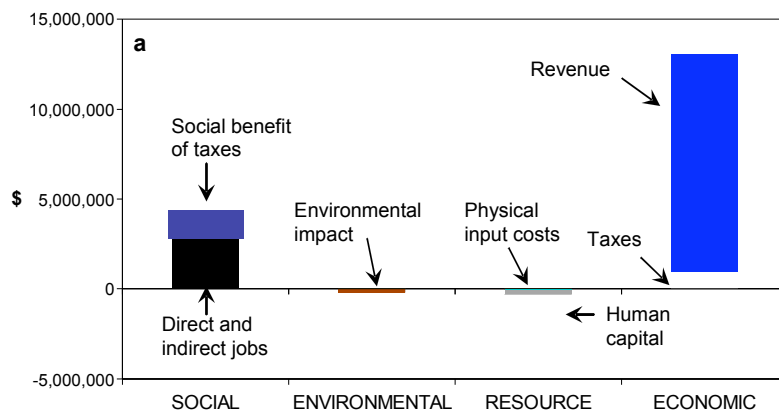 15,000,000
a
Revenue
10,000,000
Social benefit
of taxes
$
5,000,000
Environmental
impact
Physical
input costs
Taxes
0
Direct and
indirect jobs
Human
capital
-5,000,000
SOCIAL
ENVIRONMENTAL
RESOURCE
ECONOMIC